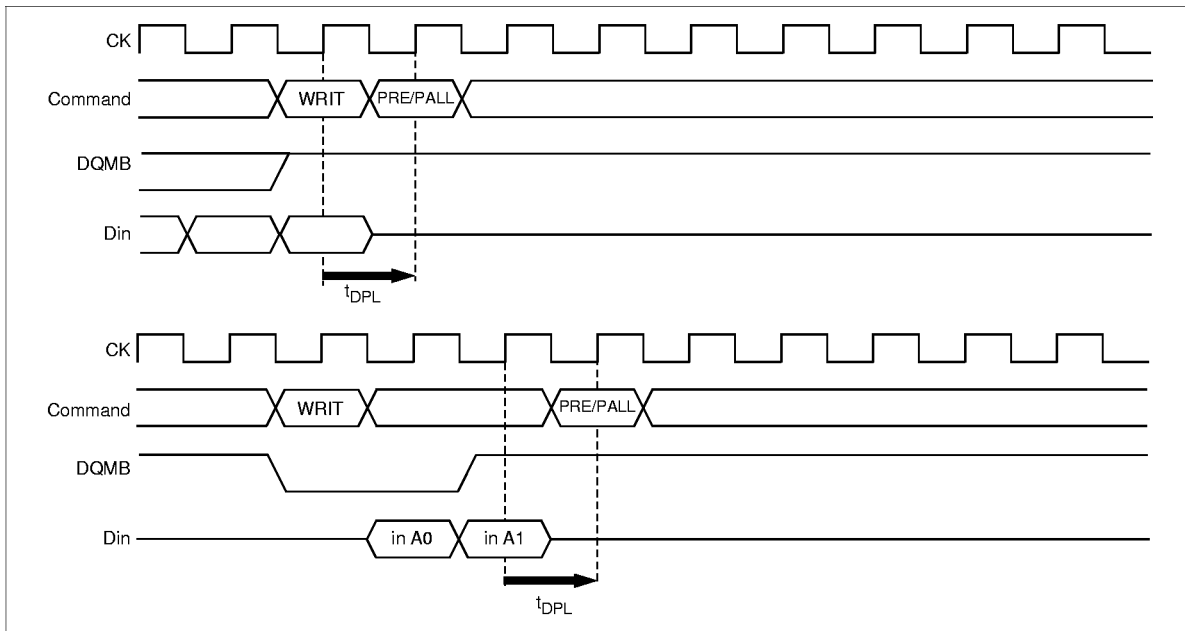 CK
Command WRIT PRE/PALL
DQMB
Din
tDPL
CK
Command WRIT PRE/PALL
DQMB
Din in A0 in A1
tDPL